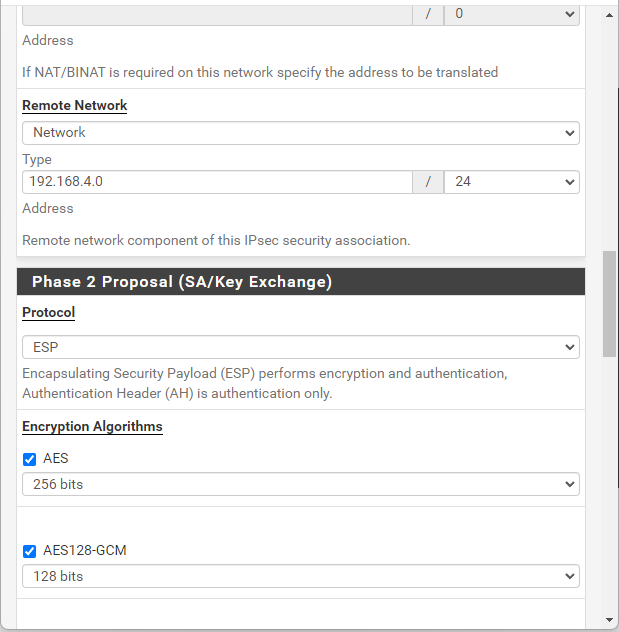 / 0
Address
If NAT/BINAT is required on this network specify the address to be translated
Remote Network
Network
Type
192.168.4.0 / 24
Address
Remote network component of this IPsec security association.
Phase 2 Proposal (SA/Key Exchange)
Protocol
ESP
Encapsulating Security Payload (ESP) performs encryption and authentication,
Authentication Header (AH) is authentication only.
Encryption Algorithms
AES
256 bits
AES128-GCM
128 bits